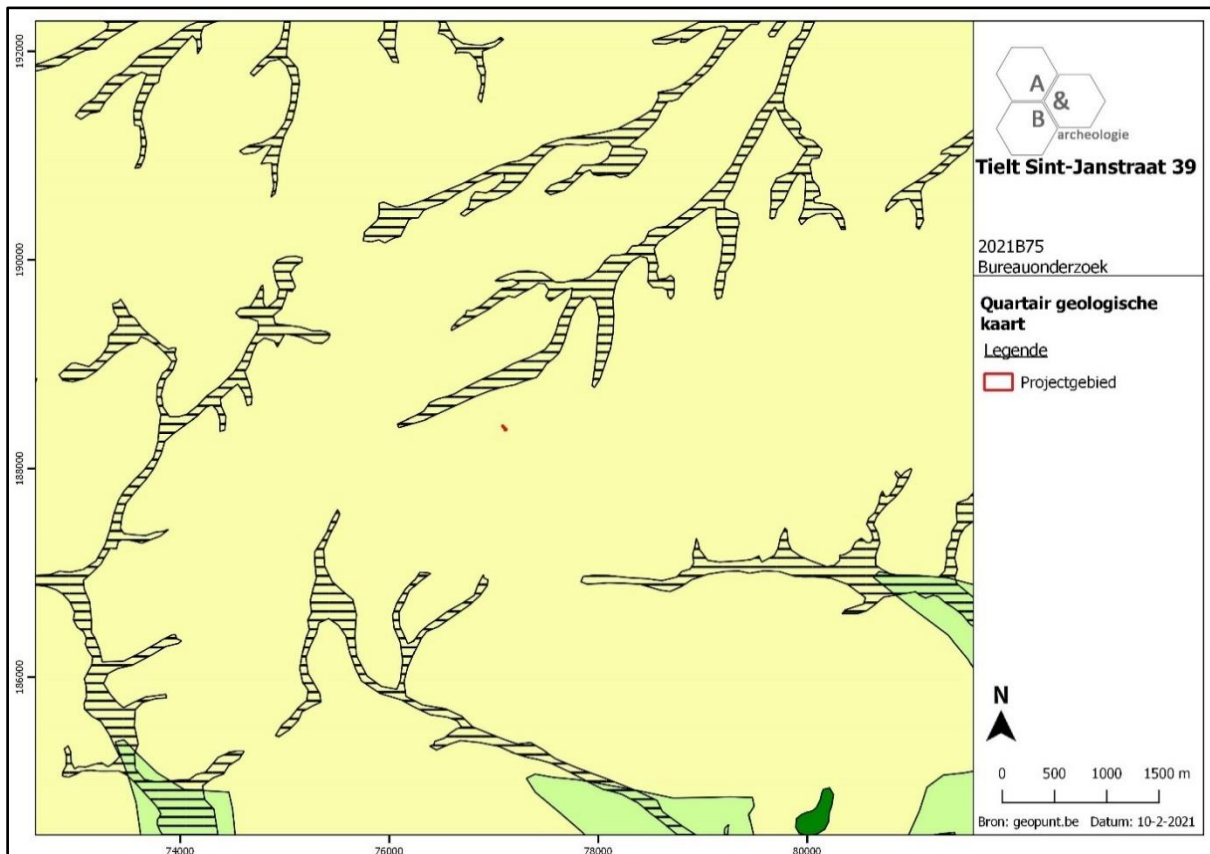 192000
190000
188000
186000
74000
76000
78000
80000
A
&
B
archeologie
Tielt Sint-Janstraat 39
2021B75
Bureauonderzoek
Quartair geologische
kaart
Legende
Projectgebied
N
0 500 1000 1500 m
Bron: geopunt.be Datum: 10-2-2021